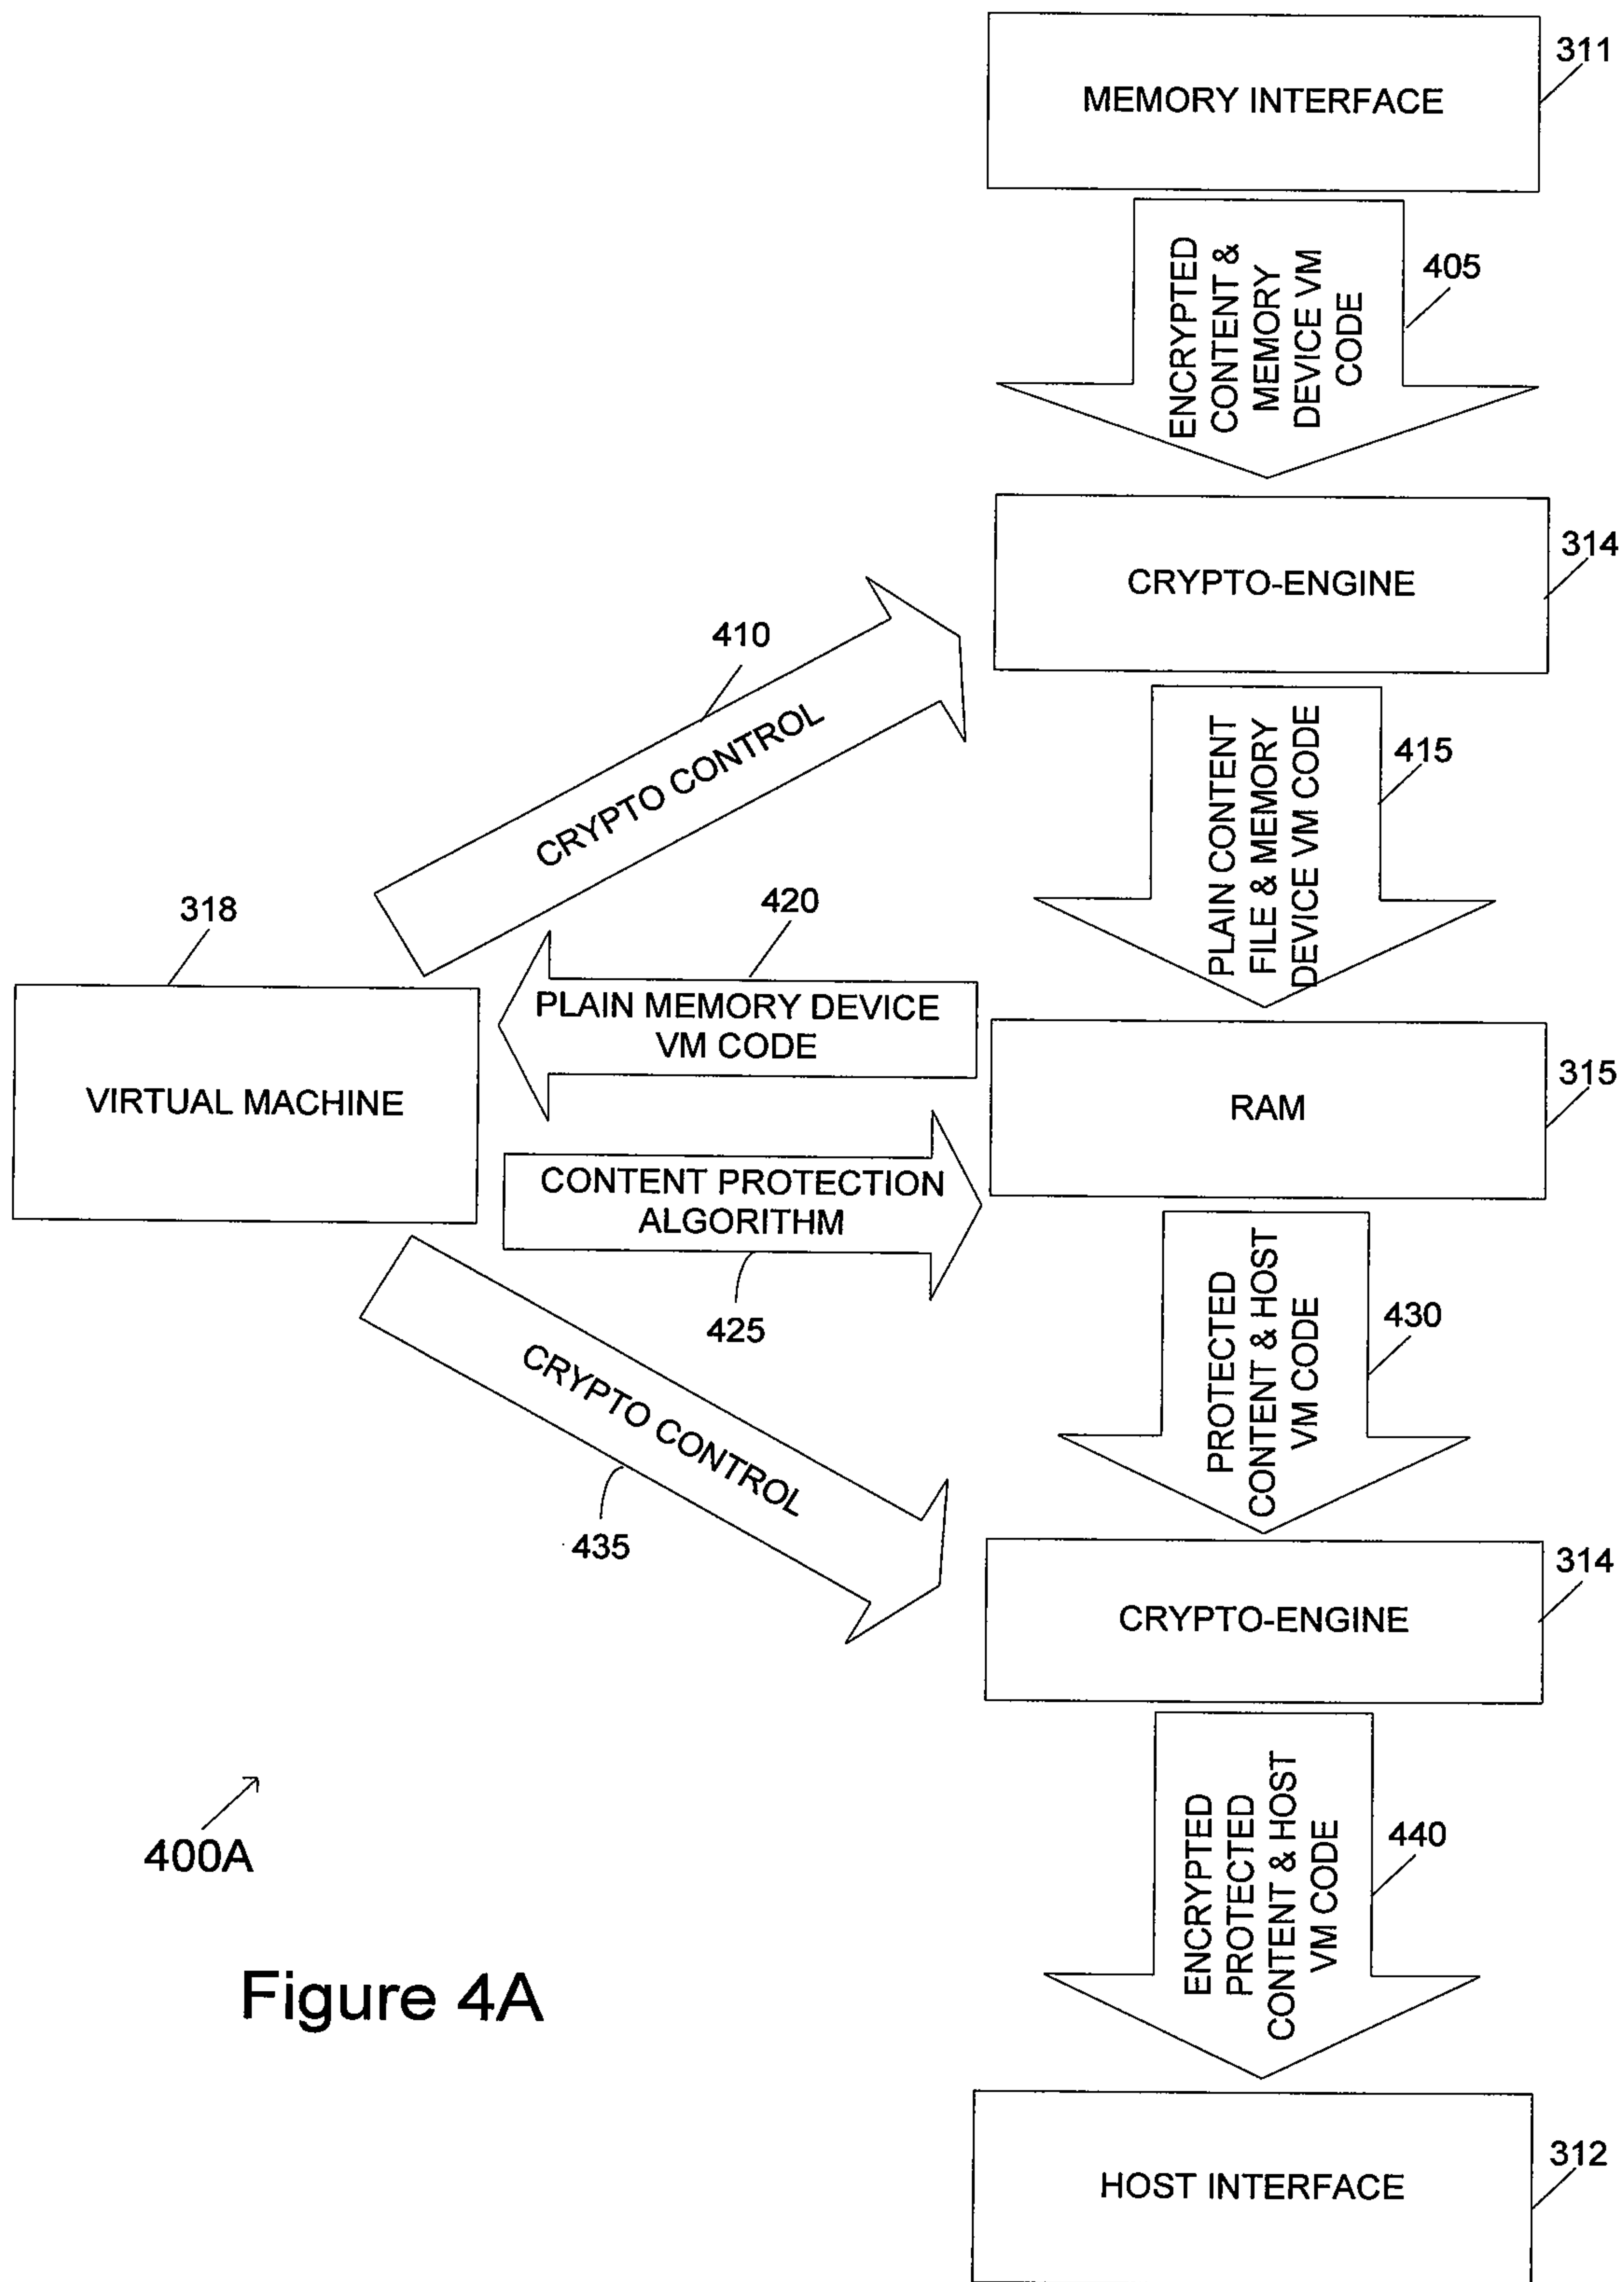 311
MEMORY INTERFACE
ENCRYPTED
CONTENT &
MEMORY
DEVICE VM
CODE
405
314
CRYPTO-ENGINE
410
CRYPTO CONTROL
PLAIN CONTENT
FILE & MEMORY
DEVICE VM CODE
415
318
420
PLAIN MEMORY DEVICE
VM CODE
VIRTUAL MACHINE
315
RAM
CONTENT PROTECTION
ALGORITHM
425
PROTECTED
CONTENT & HOST
VM CODE
430
CRYPTO CONTROL
435
314
CRYPTO-ENGINE
ENCRYPTED
PROTECTED
CONTENT & HOST
VM CODE
440
400A
Figure 4A
312
HOST INTERFACE